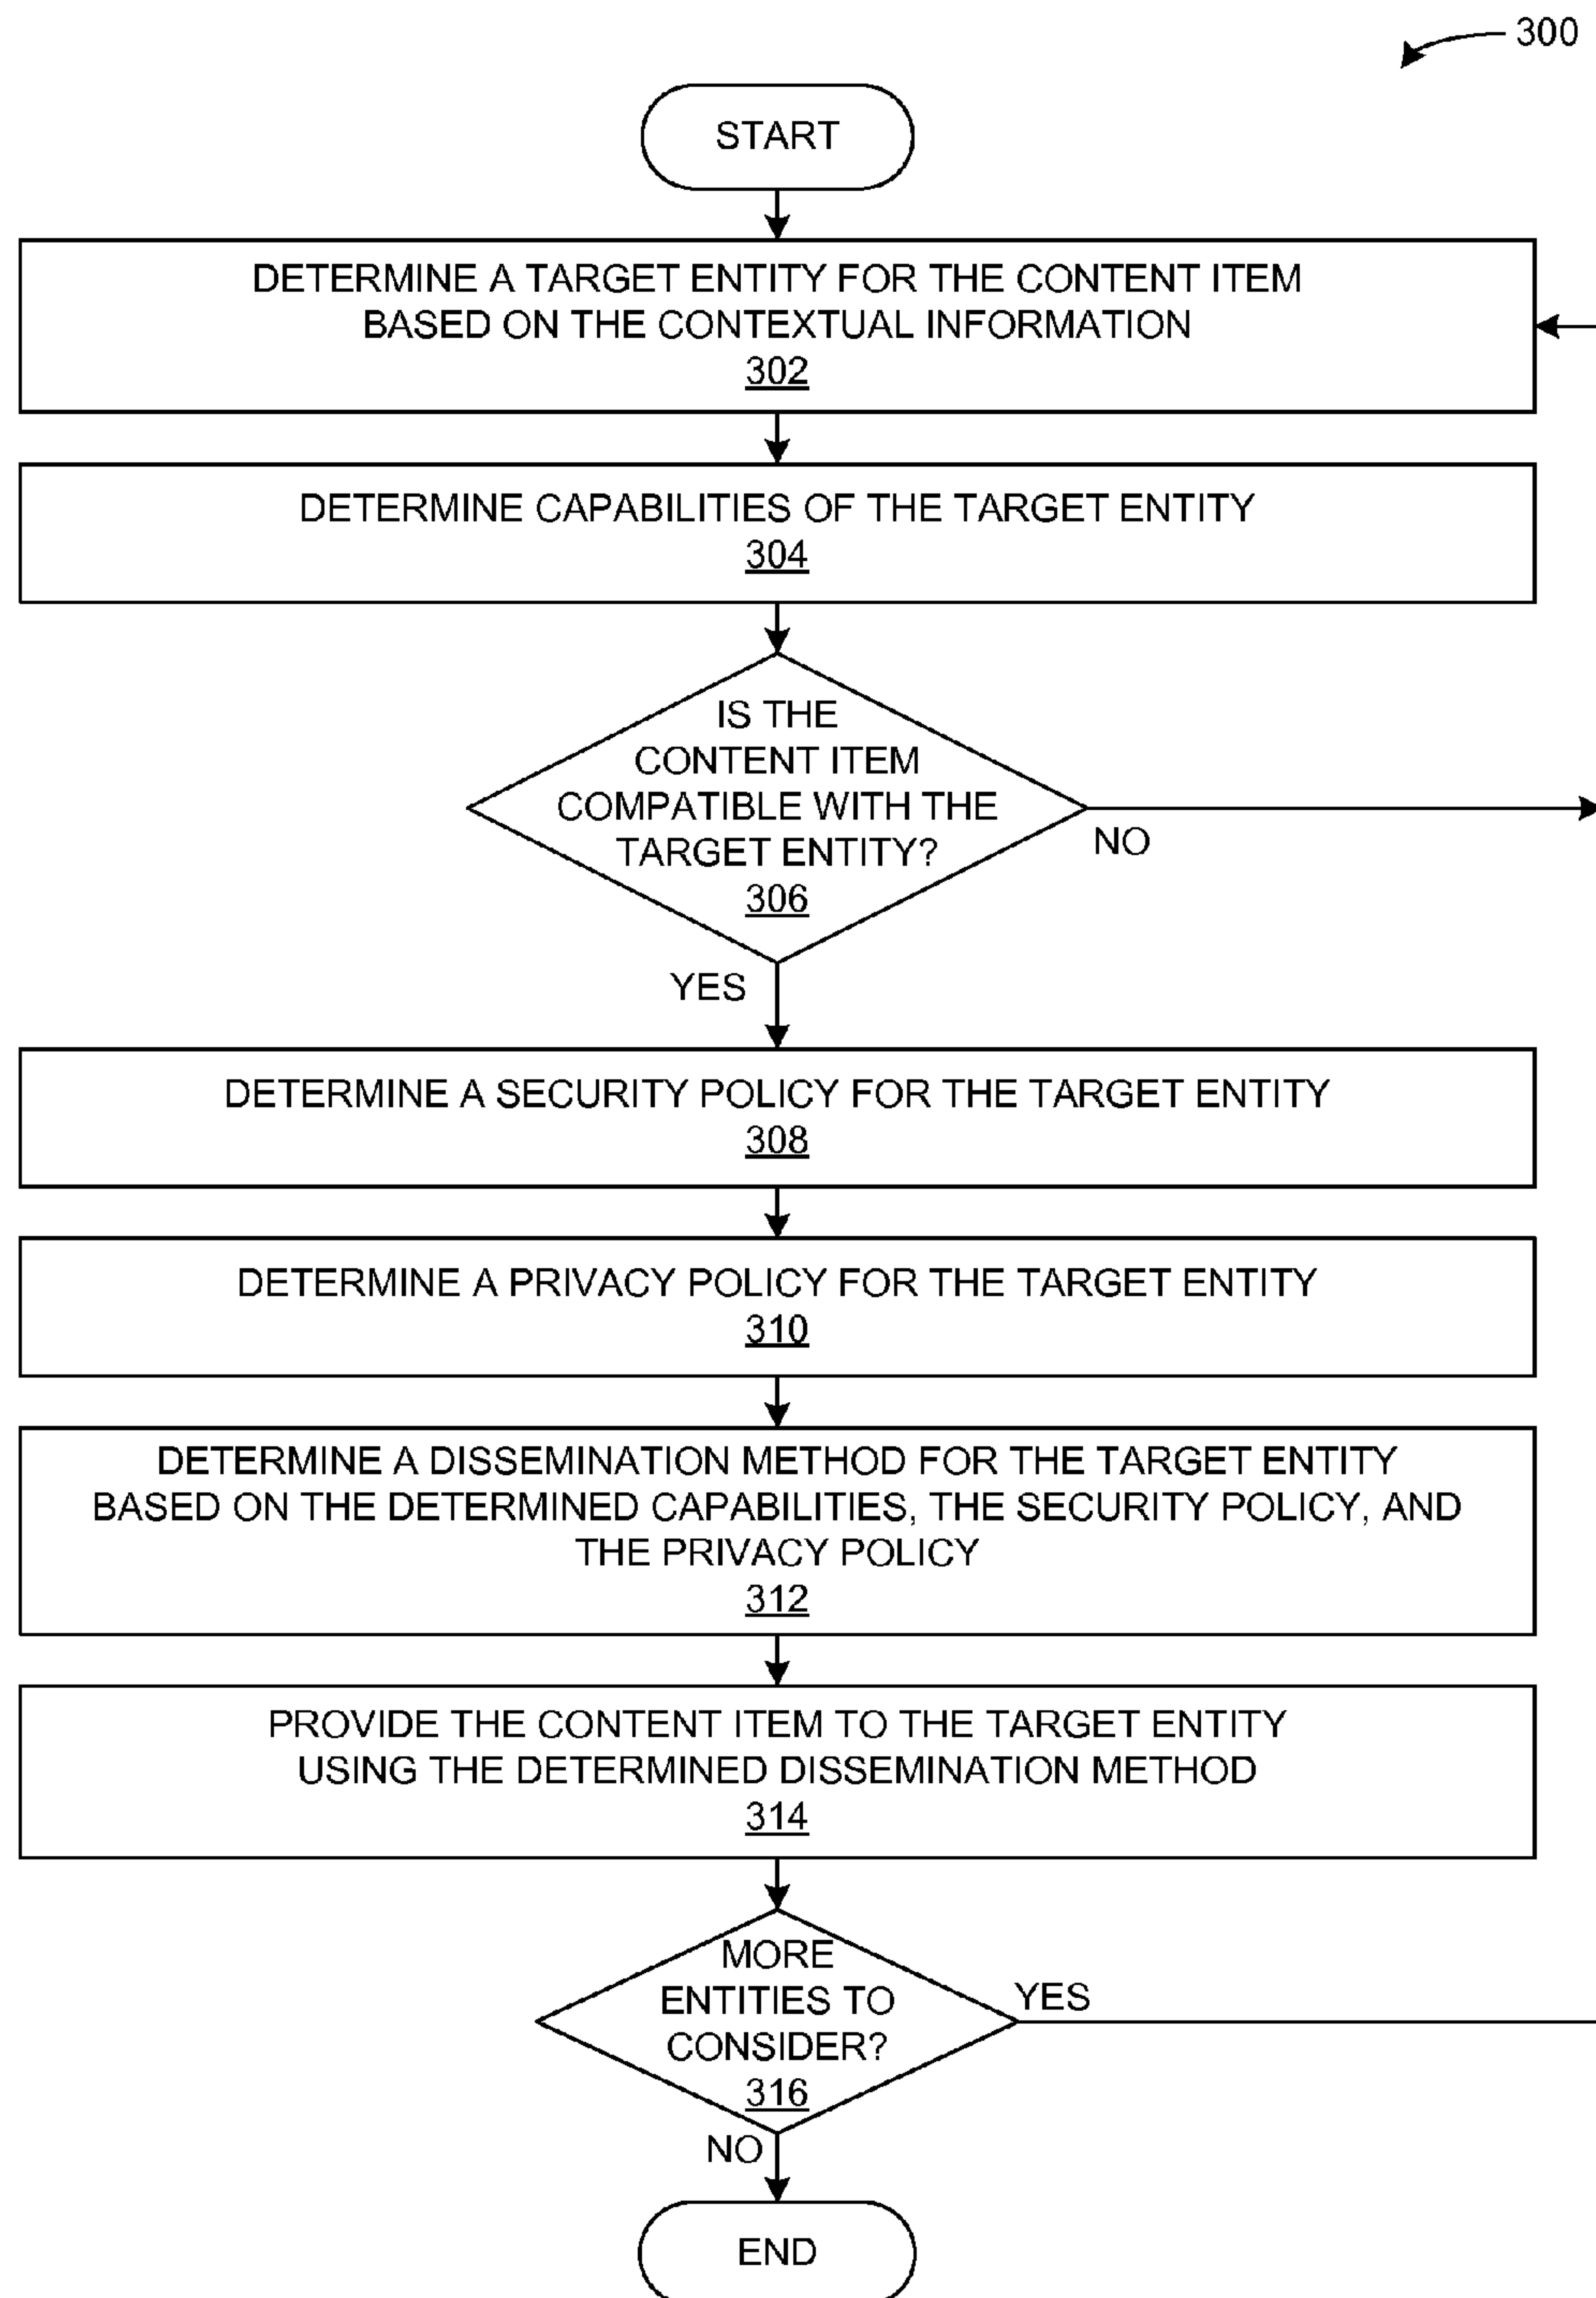 300
START
DETERMINE A TARGET ENTITY FOR THE CONTENT ITEM
BASED ON THE CONTEXTUAL INFORMATION
302
DETERMINE CAPABILITIES OF THE TARGET ENTITY
304
IS THE
CONTENT ITEM
COMPATIBLE WITH THE
TARGET ENTITY?
306
NO
YES
DETERMINE A SECURITY POLICY FOR THE TARGET ENTITY
308
DETERMINE A PRIVACY POLICY FOR THE TARGET ENTITY
310
DETERMINE A DISSEMINATION METHOD FOR THE TARGET ENTITY
BASED ON THE DETERMINED CAPABILITIES, THE SECURITY POLICY, AND
THE PRIVACY POLICY
312
PROVIDE THE CONTENT ITEM TO THE TARGET ENTITY
USING THE DETERMINED DISSEMINATION METHOD
314
MORE
ENTITIES TO
CONSIDER?
316
YES
NO
END